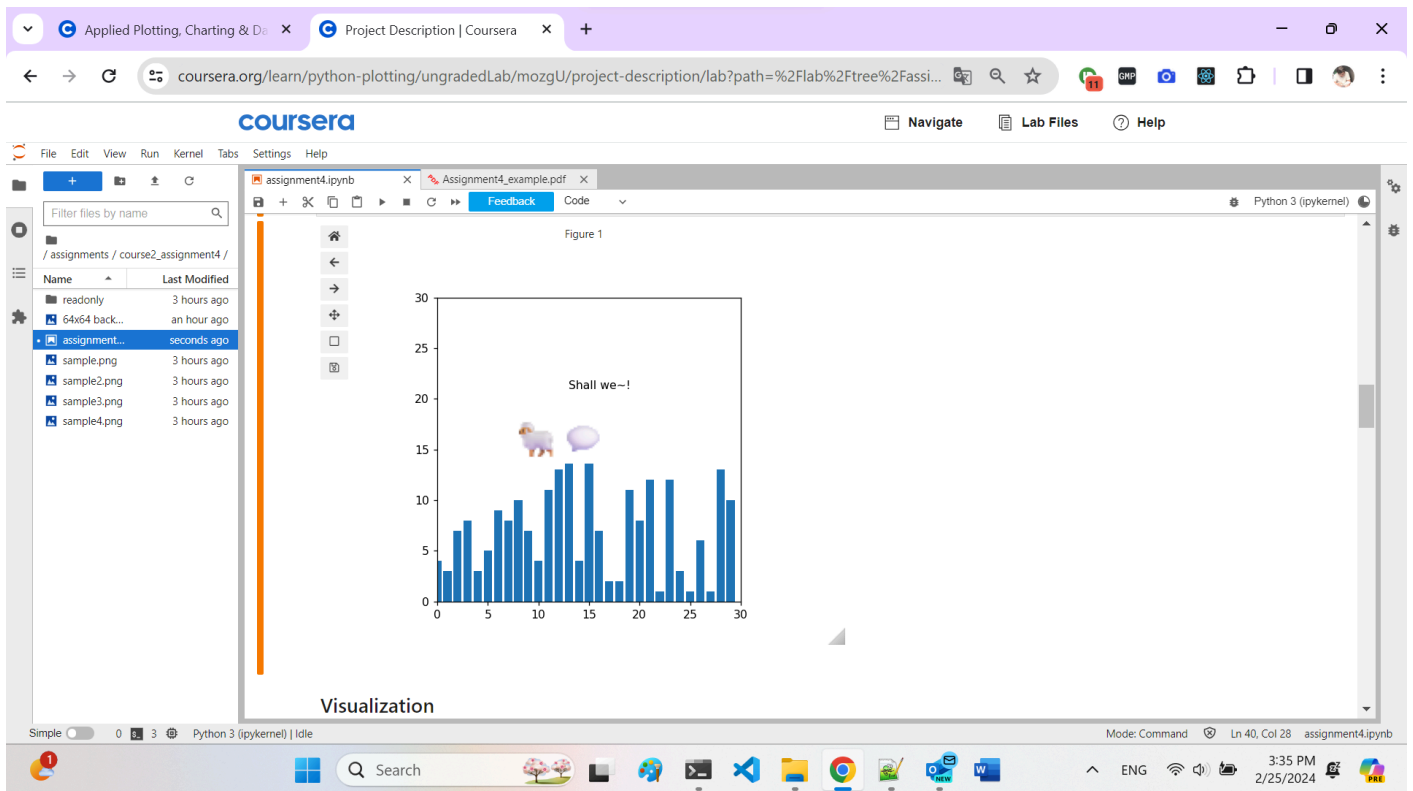 Applied Plotting, Charting & Da
Project Description | Coursera
coursera.org/learn/python-plotting/ungradedLab/mozgU/project-description/lab?path=%2Flab%2Ftree%2Fassi...
GMP
11
coursera
Navigate
Lab Files
Help
File Edit View Run Kernel Tabs Settings Help
assignment4.ipynb
Assignment4_example.pdf
Feedback
Code
Python 3 (ipykernel)
Filter files by name
/ assignments / course2_assignment4 /
Name Last Modified
readonly 3 hours ago
64x64 back... an hour ago
assignment... seconds ago
sample.png 3 hours ago
sample2.png 3 hours ago
sample3.png 3 hours ago
sample4.png 3 hours ago
Figure 1
30
25
20
15
10
5
0
Shall we~!
0 5 10 15 20 25 30
Visualization
Simple 0 3 Python 3 (ipykernel) | Idle
Mode: Command Ln 40, Col 28 assignment4.ipynb
1
Search
NEW
W
ENG
3:35 PM
2/25/2024
PRE